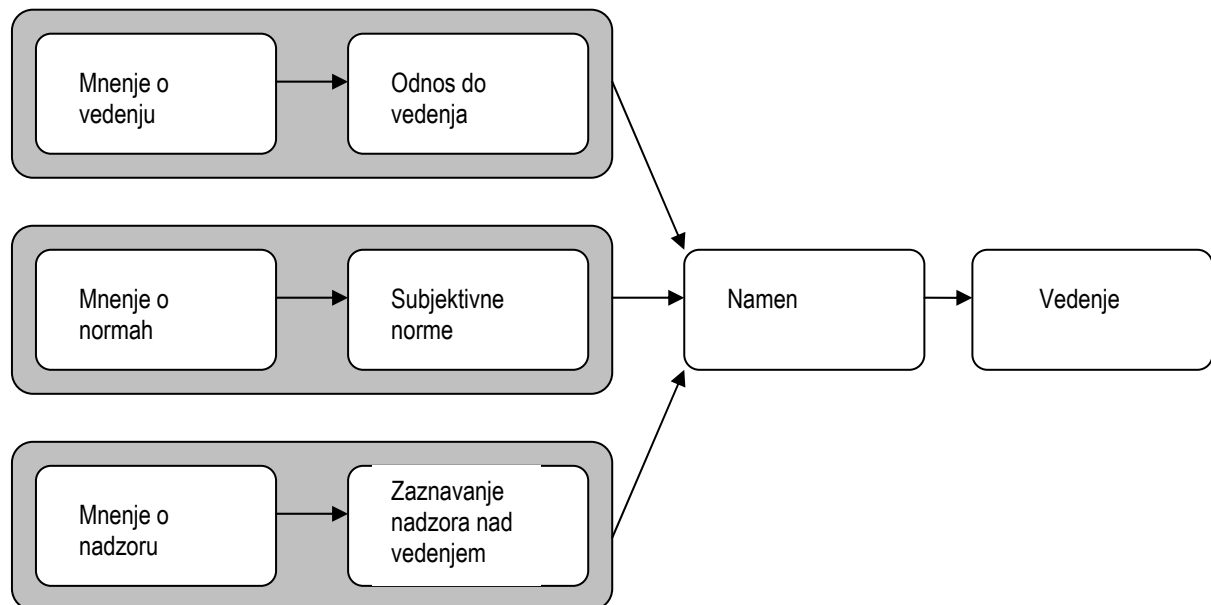 Mnenje o
vedenju
Odnos do
vedenja
Mnenje o
normah
Subjektivne
norme
Namen
Vedenje
Mnenje o
nadzoru
Zaznavanje
nadzora nad
vedenjem